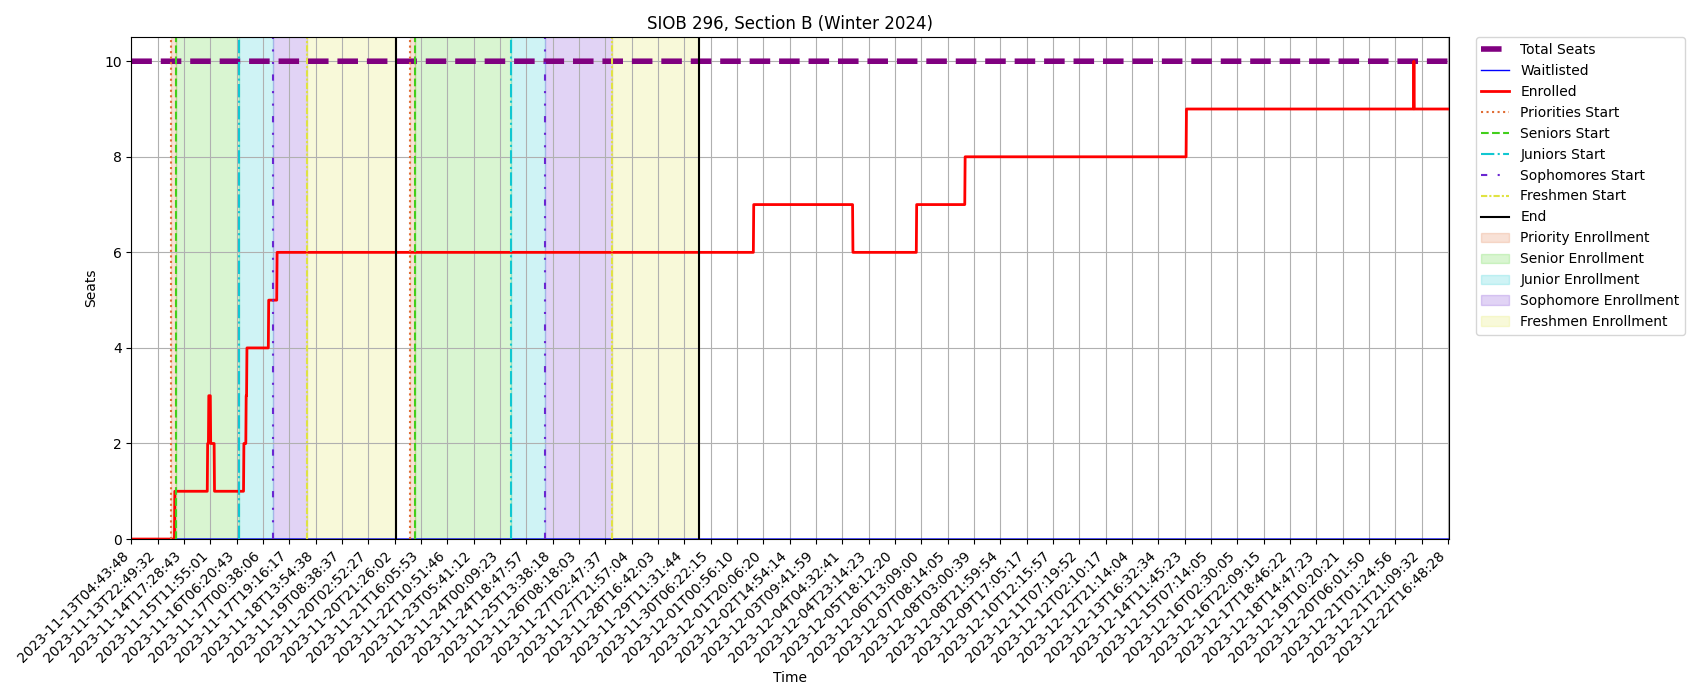 SIOB 296, Section B (Winter 2024)
Seats
10
8
6
4
2
0
2023-11-13T04:43:48
2023-11-13T22:49:32
2023-11-14T17:28:43
2023-11-15T11:55:01
2023-11-16T06:20:43
2023-11-17T00:38:06
2023-11-17T19:16:17
2023-11-18T13:54:38
2023-11-19T08:38:37
2023-11-20T02:52:27
2023-11-20T21:26:02
2023-11-21T16:05:53
2023-11-22T10:51:46
2023-11-23T05:41:12
2023-11-24T00:09:23
2023-11-24T18:47:57
2023-11-25T13:38:18
2023-11-26T08:18:03
2023-11-27T02:47:37
2023-11-27T21:57:04
2023-11-28T16:42:03
2023-11-29T11:31:44
2023-11-30T06:22:15
2023-12-01T00:56:10
2023-12-01T20:06:20
2023-12-02T14:54:14
2023-12-03T09:41:59
2023-12-04T04:32:41
2023-12-04T23:14:23
2023-12-05T18:12:20
2023-12-06T13:09:00
2023-12-07T08:14:05
2023-12-08T03:00:39
2023-12-08T21:59:54
2023-12-09T17:05:17
2023-12-10T12:15:57
2023-12-11T07:19:52
2023-12-12T02:10:17
2023-12-12T21:14:04
2023-12-13T16:32:34
2023-12-14T11:45:23
2023-12-15T07:14:05
2023-12-16T02:30:05
2023-12-16T22:09:15
2023-12-17T18:46:22
2023-12-18T14:47:23
2023-12-19T10:20:21
2023-12-20T06:01:50
2023-12-21T01:24:56
2023-12-21T21:09:32
2023-12-22T16:48:28
Time
Total Seats
Waitlisted
Enrolled
Priorities Start
Seniors Start
Juniors Start
Sophomores Start
Freshmen Start
End
Priority Enrollment
Senior Enrollment
Junior Enrollment
Sophomore Enrollment
Freshmen Enrollment